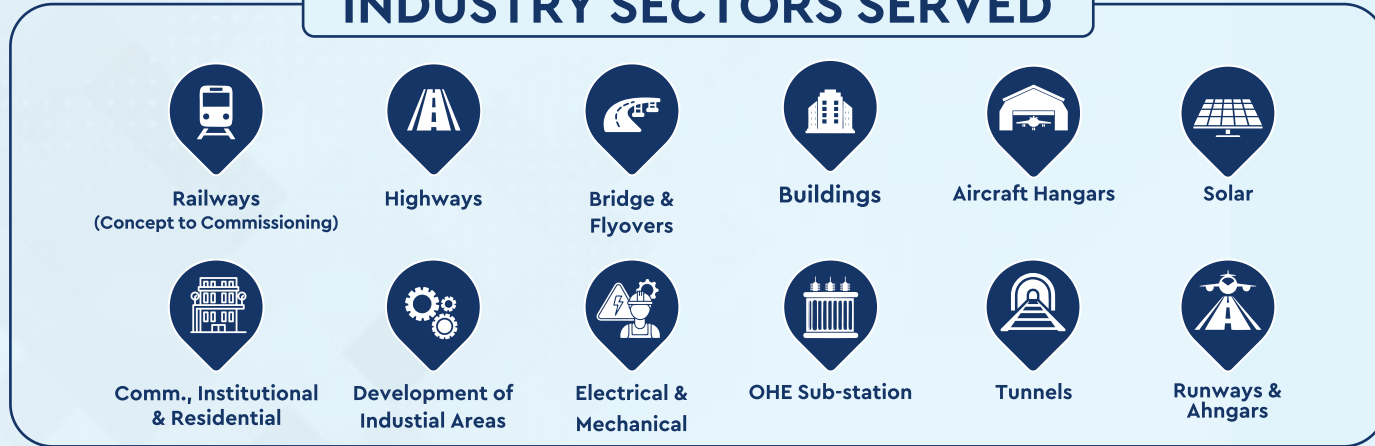 INDUSTRY SECTORS SERVED
Railways
(Concept to Commissioning)
Highways
Bridge &
Flyovers
Buildings
Aircraft Hangars
Solar
Comm., Institutional
& Residential
Development of
Industial Areas
Electrical &
Mechanical
OHE Sub-station
Tunnels
Runways &
Ahngars